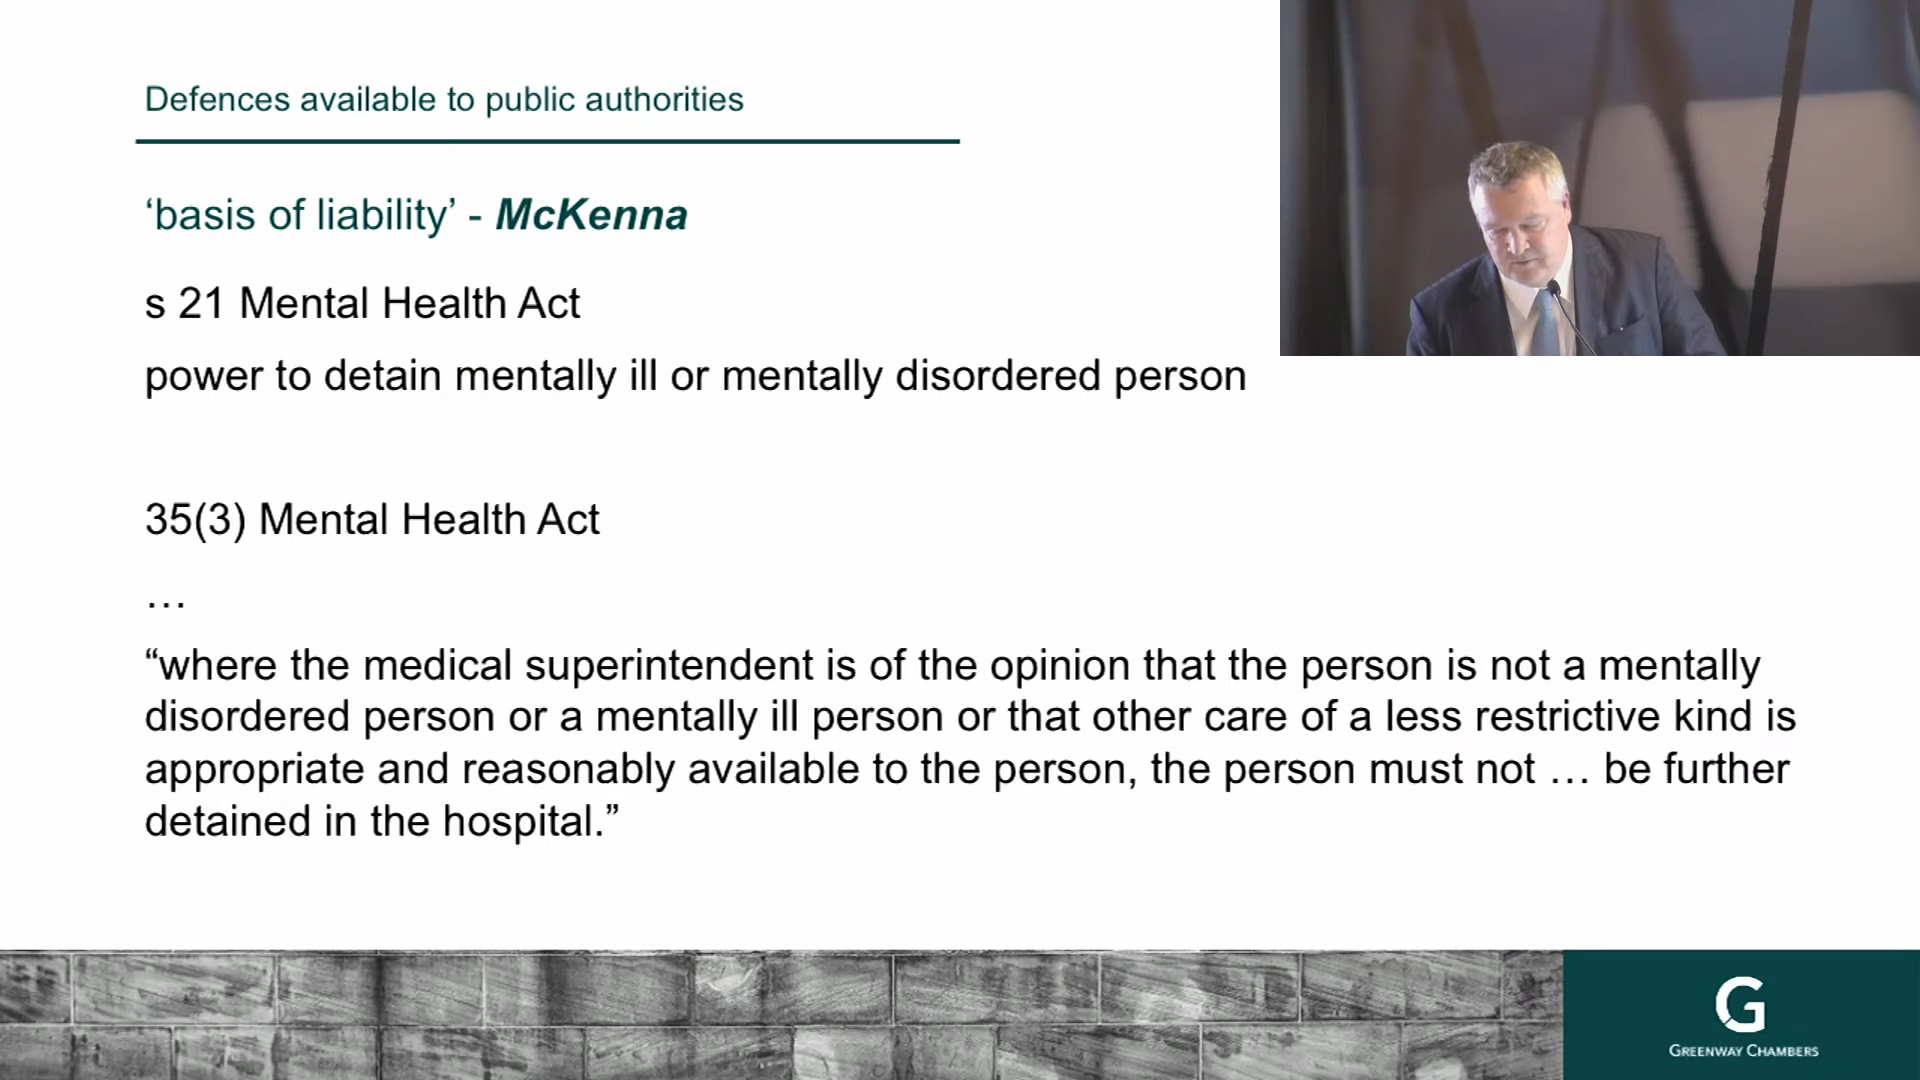 Defences available to public authorities
‘basis of liability’ - McKenna
s 21 Mental Health Act
power to detain mentally ill or mentally disordered person
35(3) Mental Health Act
…
“where the medical superintendent is of the opinion that the person is not a mentally
disordered person or a mentally ill person or that other care of a less restrictive kind is
appropriate and reasonably available to the person, the person must not … be further
detained in the hospital.”
G
GREENWAY CHAMBERS